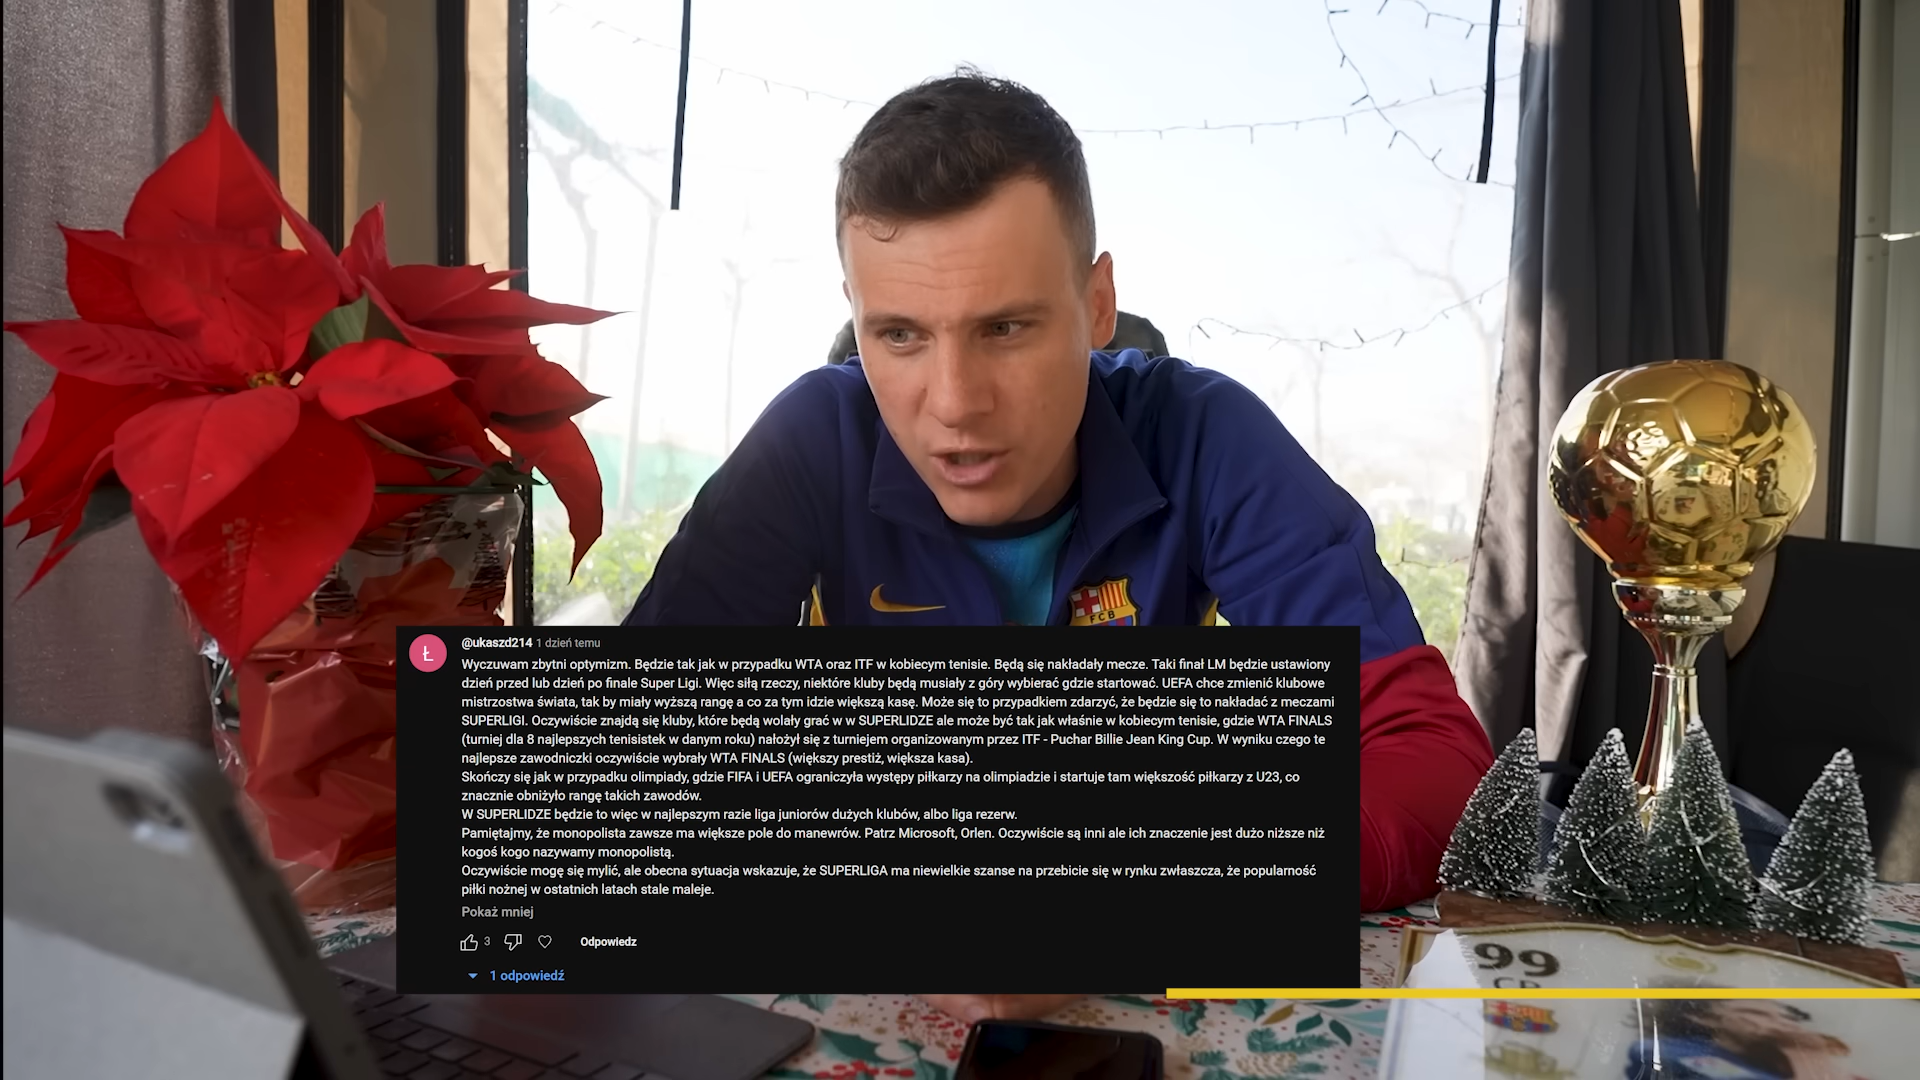 @ukaszd214 1 dzień temu
Ł
Wyczuwam zbytni optymizm. Będzie tak jak w przypadku WTA oraz ITF w kobiecym tenisie. Będą się nakładały mecze. Taki finał LM będzie ustawiony
dzień przed lub dzień po finale Super Ligi. Więc siłą rzeczy, niektóre kluby będą musiały z góry wybierać gdzie startować. UEFA chce zmienić klubowe
mistrzostwa świata, tak by miały wyższą rangę a co za tym idzie większą kasę. Może się to przypadkiem zdarzyć, że będzie się to nakładać z meczami
SUPERLIGI. Oczywiście znajdą się kluby, które będą wolały grać w w SUPERLIDZE ale może być tak jak właśnie w kobiecym tenisie, gdzie WTA FINALS
(turniej dla 8 najlepszych tenisistek w danym roku) nałożył się z turniejem organizowanym przez ITF - Puchar Billie Jean King Cup. W wyniku czego te
najlepsze zawodniczki oczywiście wybrały WTA FINALS (większy prestiż, większa kasa).
Skończy się jak w przypadku olimpiady, gdzie FIFA i UEFA ograniczyła występy piłkarzy na olimpiadzie i startuje tam większość piłkarzy z U23, co
znacznie obniżyło rangę takich zawodów.
W SUPERLIDZE będzie to więc w najlepszym razie liga juniorów dużych klubów, albo liga rezerw.
Pamiętajmy, że monopolista zawsze ma większe pole do manewrów. Patrz Microsoft, Orlen. Oczywiście są inni ale ich znaczenie jest dużo niższe niż
kogoś kogo nazywamy monopolistą.
Oczywiście mogę się mylić, ale obecna sytuacja wskazuje, że SUPERLIGA ma niewielkie szanse na przebicie się w rynku zwłaszcza, że popularność
piłki nożnej w ostatnich latach stale maleje.
Pokaż mniej
3 Odpowiedz
1 odpowiedź
FCB
99